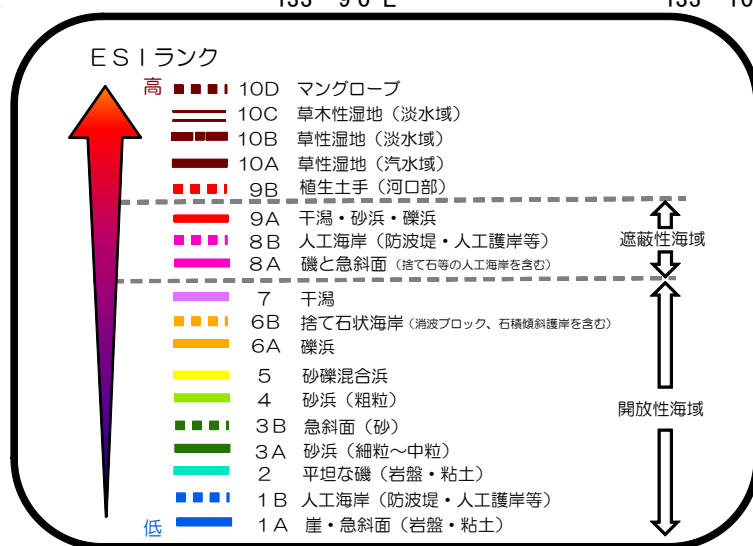 ESIランク
高 10D マングローブ
10C 草木性湿地（淡水域）
10B 草性湿地（淡水域）
10A 草性湿地（汽水域）
9B 植生土手（河口部）
9A 干潟・砂浜・礫浜
8B 人工海岸（防波堤・人工護岸等）
遮蔽性海域
8A 磯と急斜面（捨て石等の人工海岸を含む）
7 干潟
6B 捨て石状海岸（消波ブロック、石積傾斜護岸を含む）
6A 礫浜
5 砂礫混合浜
4 砂浜（粗粒）
開放性海域
3B 急斜面（砂）
3A 砂浜（細粒～中粒）
2 平坦な磯（岩盤・粘土）
1B 人工海岸（防波堤・人工護岸等）
低 1A 崖・急斜面（岩盤・粘土）